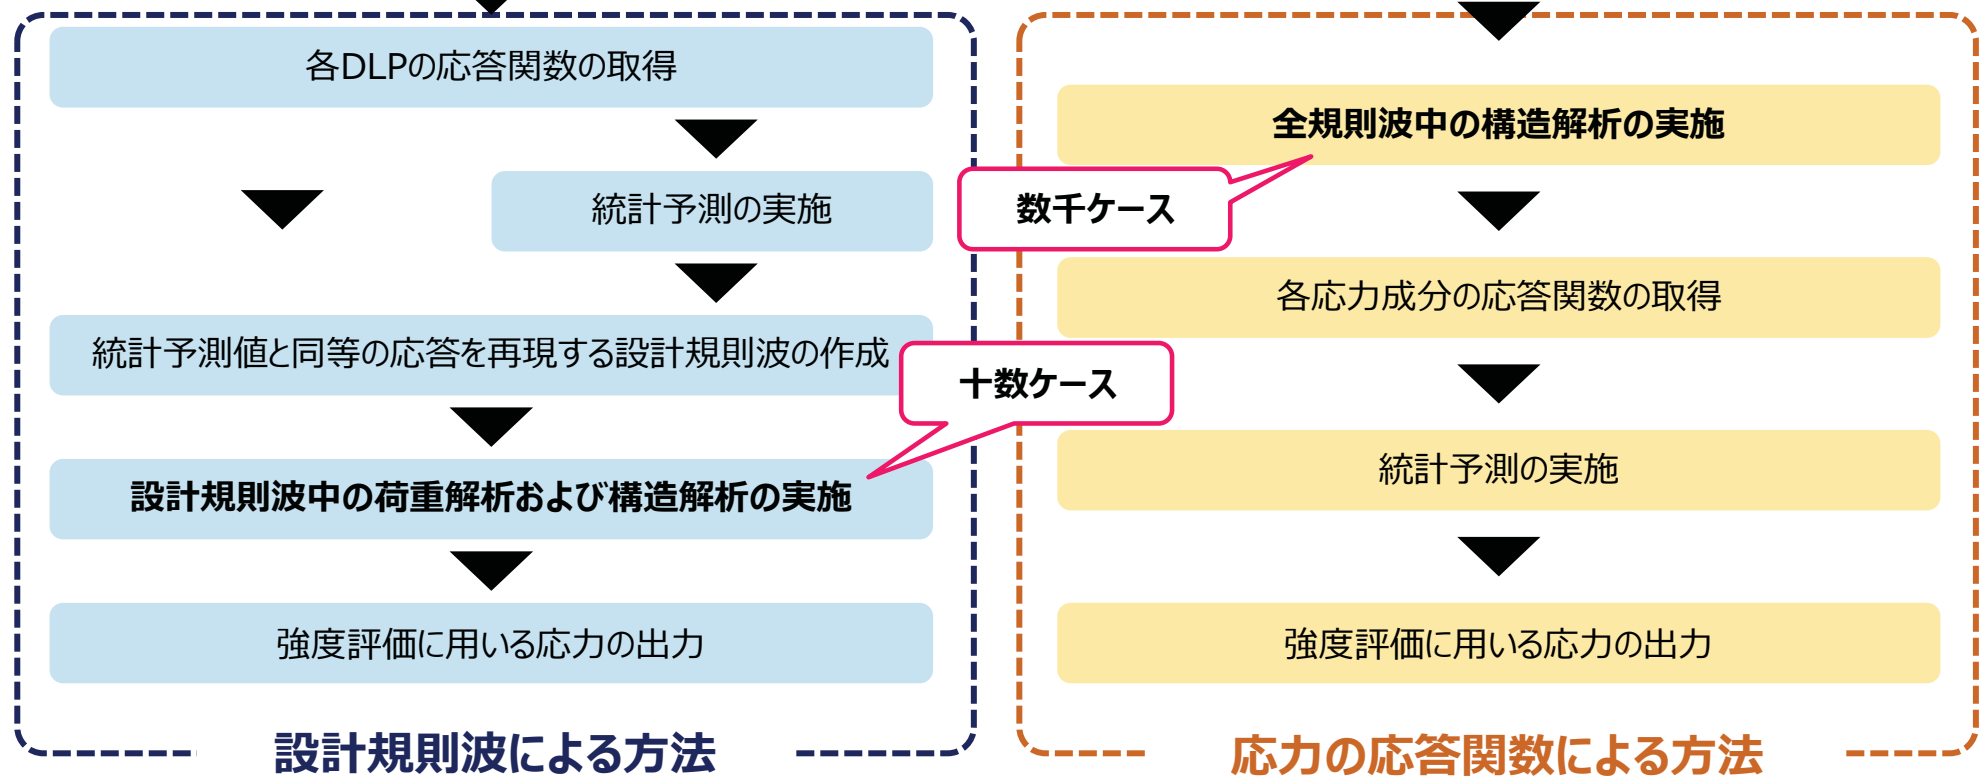 各DLPの応答関数の取得
統計予測の実施
統計予測値と同等の応答を再現する設計規則波の作成
十数ケース
設計規則波中の荷重解析および構造解析の実施
強度評価に用いる応力の出力
設計規則波による方法
全規則波中の構造解析の実施
数千ケース
各応力成分の応答関数の取得
統計予測の実施
強度評価に用いる応力の出力
応力の応答関数による方法